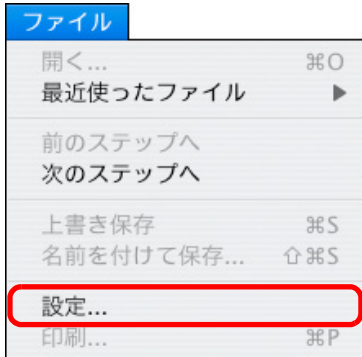 ファイル
開く... ⌘O
最近使ったファイル ▶
前のステップへ
次のステップへ
上書き保存 ⌘S
名前を付けて保存... ⇧⌘S
設定...
印刷... ⌘P